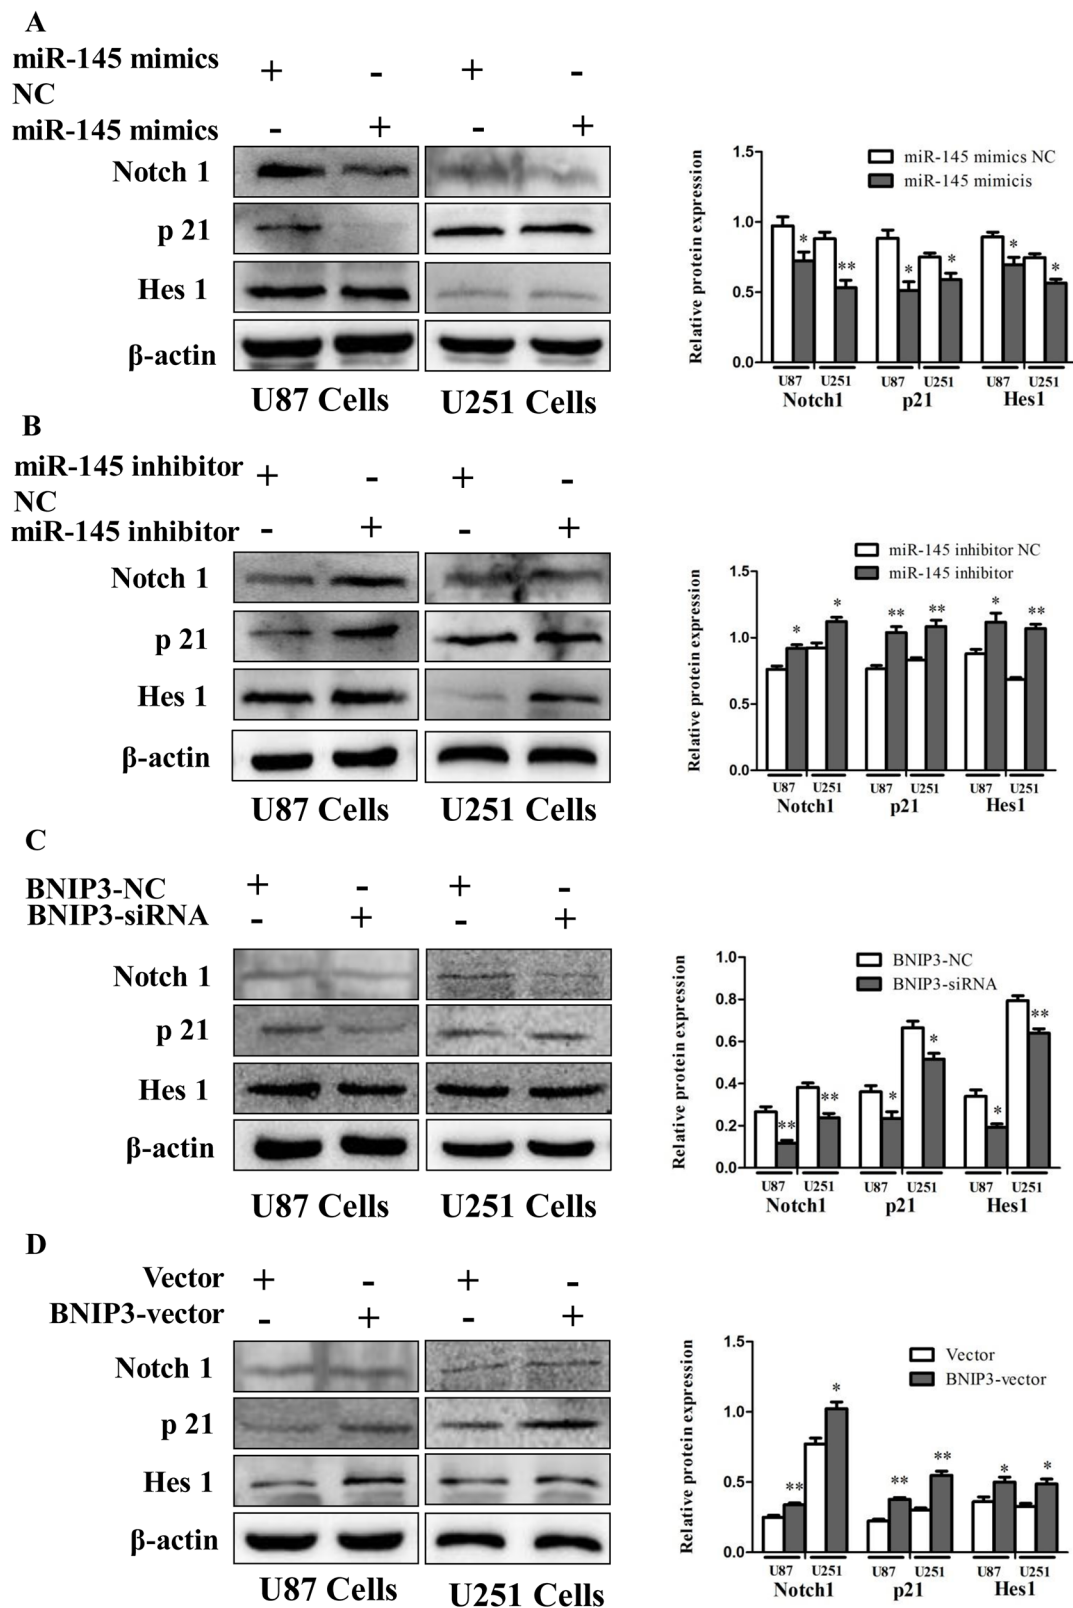 A
miR-145 mimics + - + -
NC
miR-145 mimics - + - +
Notch 1
p 21
Hes 1
β-actin
U87 Cells U251 Cells
miR-145 mimics NC
miR-145 mimicis
Relative protein expression
1.5
1.0
0.5
0.0
* ** * * * *
U87 U251 U87 U251 U87 U251
Notch1 p21 Hes1
B
miR-145 inhibitor + - + -
NC
miR-145 inhibitor - + - +
Notch 1
p 21
Hes 1
β-actin
U87 Cells U251 Cells
miR-145 inhibitor NC
miR-145 inhibitor
Relative protein expression
1.5
1.0
0.5
0.0
* * ** ** * **
U87 U251 U87 U251 U87 U251
Notch1 p21 Hes1
C
BNIP3-NC + - + -
BNIP3-siRNA - + - +
Notch 1
p 21
Hes 1
β-actin
U87 Cells U251 Cells
BNIP3-NC
BNIP3-siRNA
Relative protein expression
1.0
0.8
0.6
0.4
0.2
0.0
** ** * * * **
U87 U251 U87 U251 U87 U251
Notch1 p21 Hes1
D
Vector + - + -
BNIP3-vector - + - +
Notch 1
p 21
Hes 1
β-actin
U87 Cells U251 Cells
Vector
BNIP3-vector
Relative protein expression
1.5
1.0
0.5
0.0
** * ** ** * *
U87 U251 U87 U251 U87 U251
Notch1 p21 Hes1